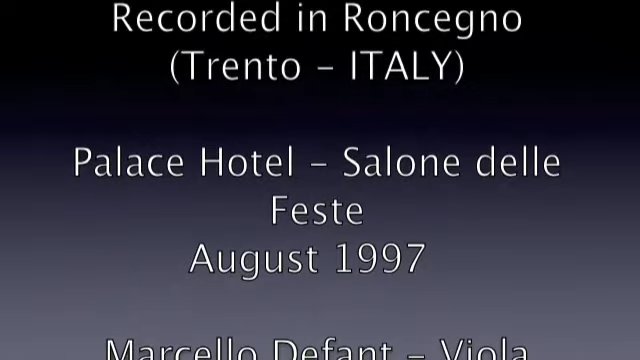 Recorded in Roncegno
(Trento – ITALY)
Palace Hotel – Salone delle
Feste
August 1997
Marcello Defant – Viola